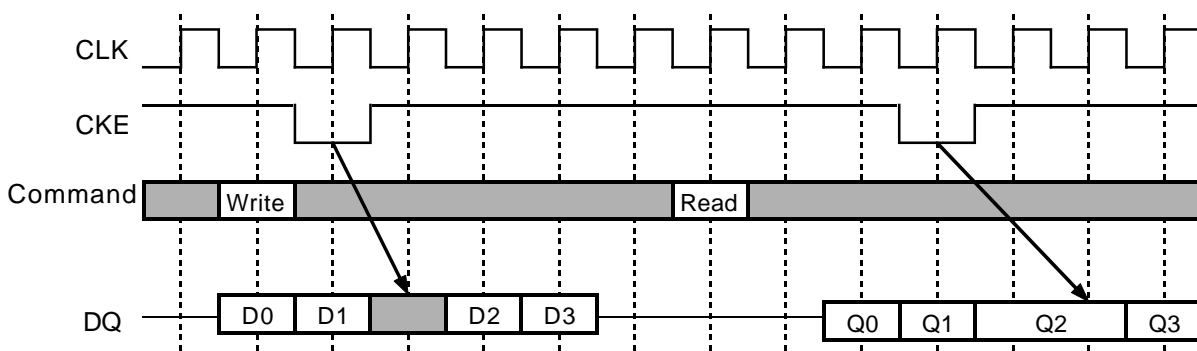 CLK
CKE
Command Write Read
DQ D0 D1 D2 D3 Q0 Q1 Q2 Q3